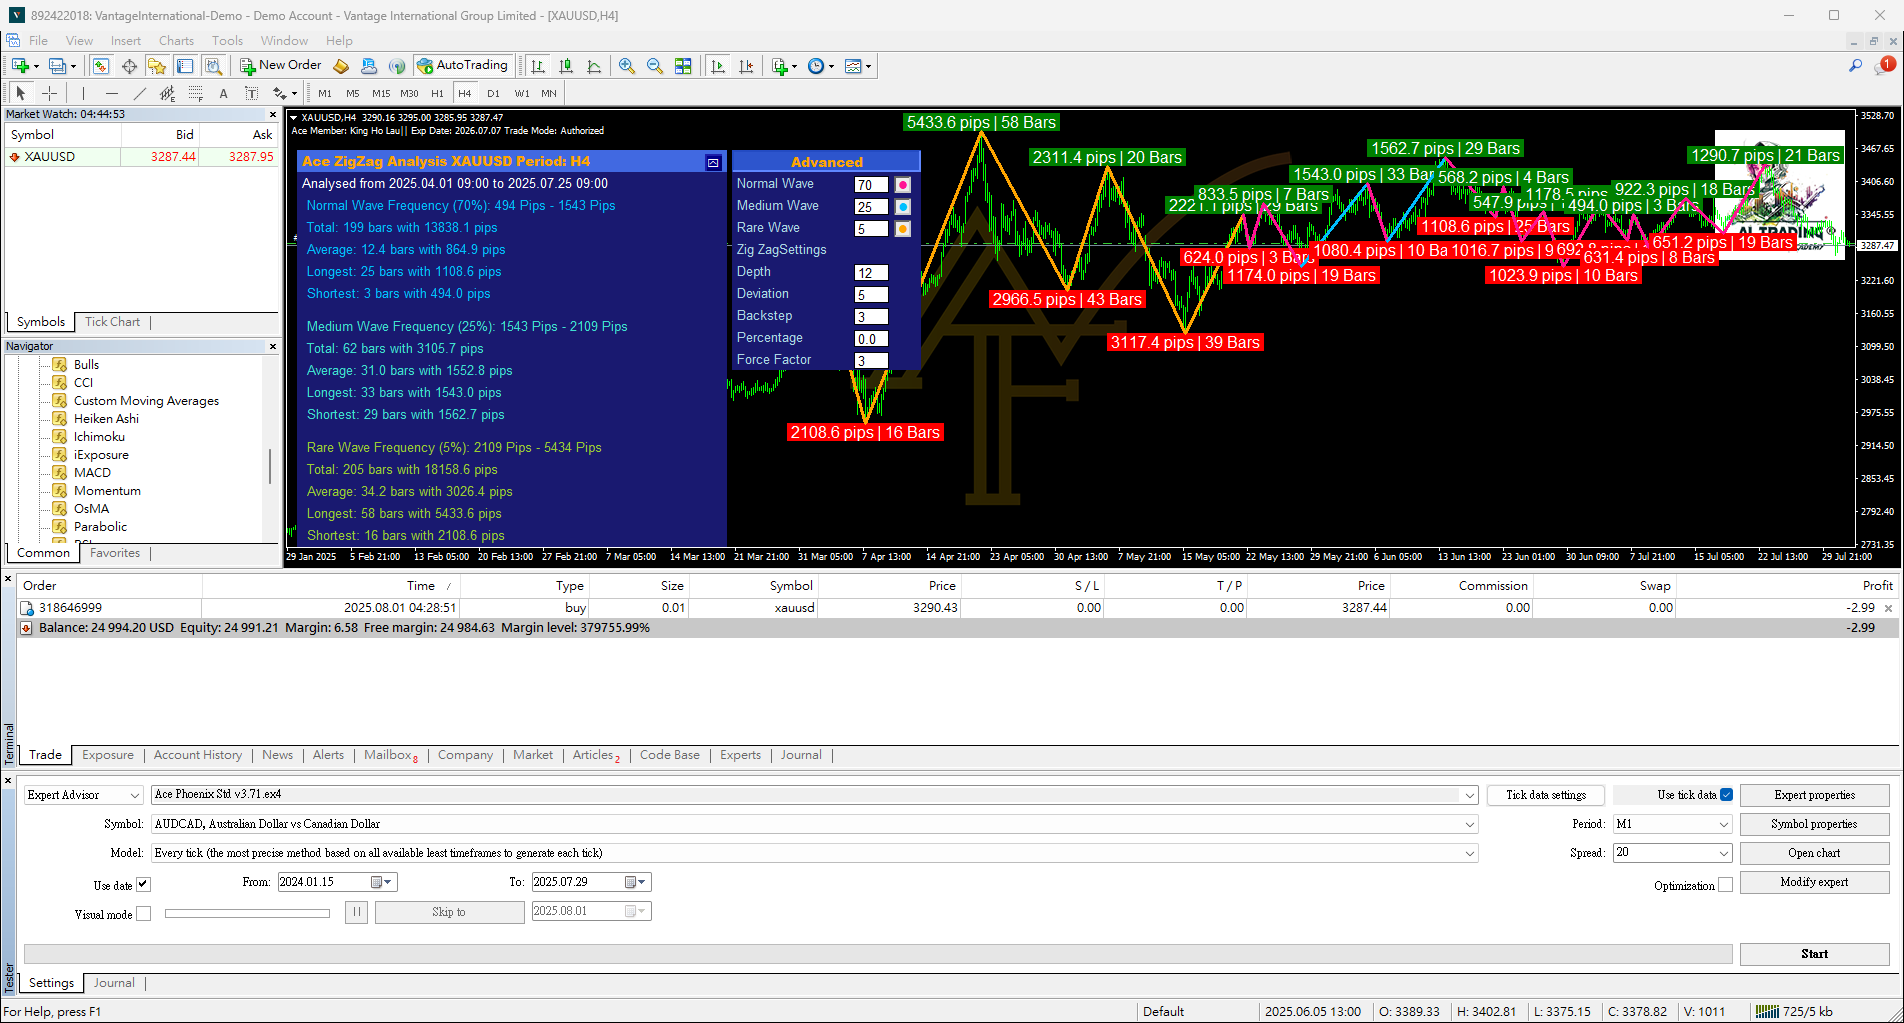 892422018: VantageInternational-Demo - Demo Account - Vantage International Group Limited - [XAUUSD,H4]
File View Insert Charts Tools Window Help
New Order AutoTrading 1
A T M1 M5 M15 M30 H1 H4 D1 W1 MN
Market Watch: 04:44:53
Symbol Bid Ask
XAUUSD 3287.44 3287.95
Symbols Tick Chart
Navigator
Bulls
CCI
Custom Moving Averages
Heiken Ashi
Ichimoku
iExposure
MACD
Momentum
OsMA
Parabolic
Common Favorites
XAUUSD,H4 3290.16 3295.00 3285.95 3287.47
Ace Member: King Ho Lau|| Exp Date: 2026.07.07 Trade Mode: Authorized
Ace ZigZag Analysis XAUUSD Period: H4
Analysed from 2025.04.01 09:00 to 2025.07.25 09:00
Normal Wave Frequency (70%): 494 Pips - 1543 Pips
Total: 199 bars with 13838.1 pips
Average: 12.4 bars with 864.9 pips
Longest: 25 bars with 1108.6 pips
Shortest: 3 bars with 494.0 pips
Medium Wave Frequency (25%): 1543 Pips - 2109 Pips
Total: 62 bars with 3105.7 pips
Average: 31.0 bars with 1552.8 pips
Longest: 33 bars with 1543.0 pips
Shortest: 29 bars with 1562.7 pips
Rare Wave Frequency (5%): 2109 Pips - 5434 Pips
Total: 205 bars with 18158.6 pips
Average: 34.2 bars with 3026.4 pips
Longest: 58 bars with 5433.6 pips
Shortest: 16 bars with 2108.6 pips
Advanced
Normal Wave 70
Medium Wave 25
Rare Wave 5
Zig ZagSettings
Depth 12
Deviation 5
Backstep 3
Percentage 0.0
Force Factor 3
5433.6 pips | 58 Bars
2311.4 pips | 20 Bars
1562.7 pips | 29 Bars
1290.7 pips | 21 Bars
1543.0 pips | 33 Ba
568.2 pips | 4 Bars
833.5 pips | 7 Bars
1178.5 pips
922.3 pips | 18 Bars
547.9 pips
494.0 pips | 3 Bars
1108.6 pips | 25 Bars
651.2 pips | 19 Bars
624.0 pips | 3 Ba
1080.4 pips | 10 Ba
1016.7 pips | 9
631.4 pips | 8 Bars
1174.0 pips | 19 Bars
1023.9 pips | 10 Bars
2966.5 pips | 43 Bars
3117.4 pips | 39 Bars
2108.6 pips | 16 Bars
AL TRADING
3528.70
3467.65
3406.60
3345.55
3287.47
3221.60
3160.55
3099.50
3038.45
2975.55
2914.50
2853.45
2792.40
2731.35
29 Jan 2025 5 Feb 21:00 13 Feb 05:00 20 Feb 13:00 27 Feb 21:00 7 Mar 05:00 14 Mar 13:00 21 Mar 21:00 31 Mar 05:00 7 Apr 13:00 14 Apr 21:00 23 Apr 05:00 30 Apr 13:00 7 May 21:00 15 May 05:00 22 May 13:00 29 May 21:00 6 Jun 05:00 13 Jun 13:00 23 Jun 01:00 30 Jun 09:00 7 Jul 21:00 15 Jul 05:00 22 Jul 13:00 29 Jul 21:00
Order Time / Type Size Symbol Price S / L T / P Price Commission Swap Profit
318646999 2025.08.01 04:28:51 buy 0.01 xauusd 3290.43 0.00 0.00 3287.44 0.00 0.00 -2.99
Balance: 24 994.20 USD Equity: 24 991.21 Margin: 6.58 Free margin: 24 984.63 Margin level: 379755.99% -2.99
Terminal
Trade Exposure Account History News Alerts Mailbox 8 Company Market Articles 2 Code Base Experts Journal
Expert Advisor Ace Phoenix Std v3.71.ex4 Tick data settings Use tick data Expert properties
Symbol: AUDCAD, Australian Dollar vs Canadian Dollar Period: M1 Symbol properties
Model: Every tick (the most precise method based on all available least timeframes to generate each tick) Spread: 20 Open chart
Use date From: 2024.01.15 To: 2025.07.29 Optimization Modify expert
Visual mode Skip to 2025.08.01
Start
Tester
Settings Journal
For Help, press F1 Default 2025.06.05 13:00 O: 3389.33 H: 3402.81 L: 3375.15 C: 3378.82 V: 1011 725/5 kb